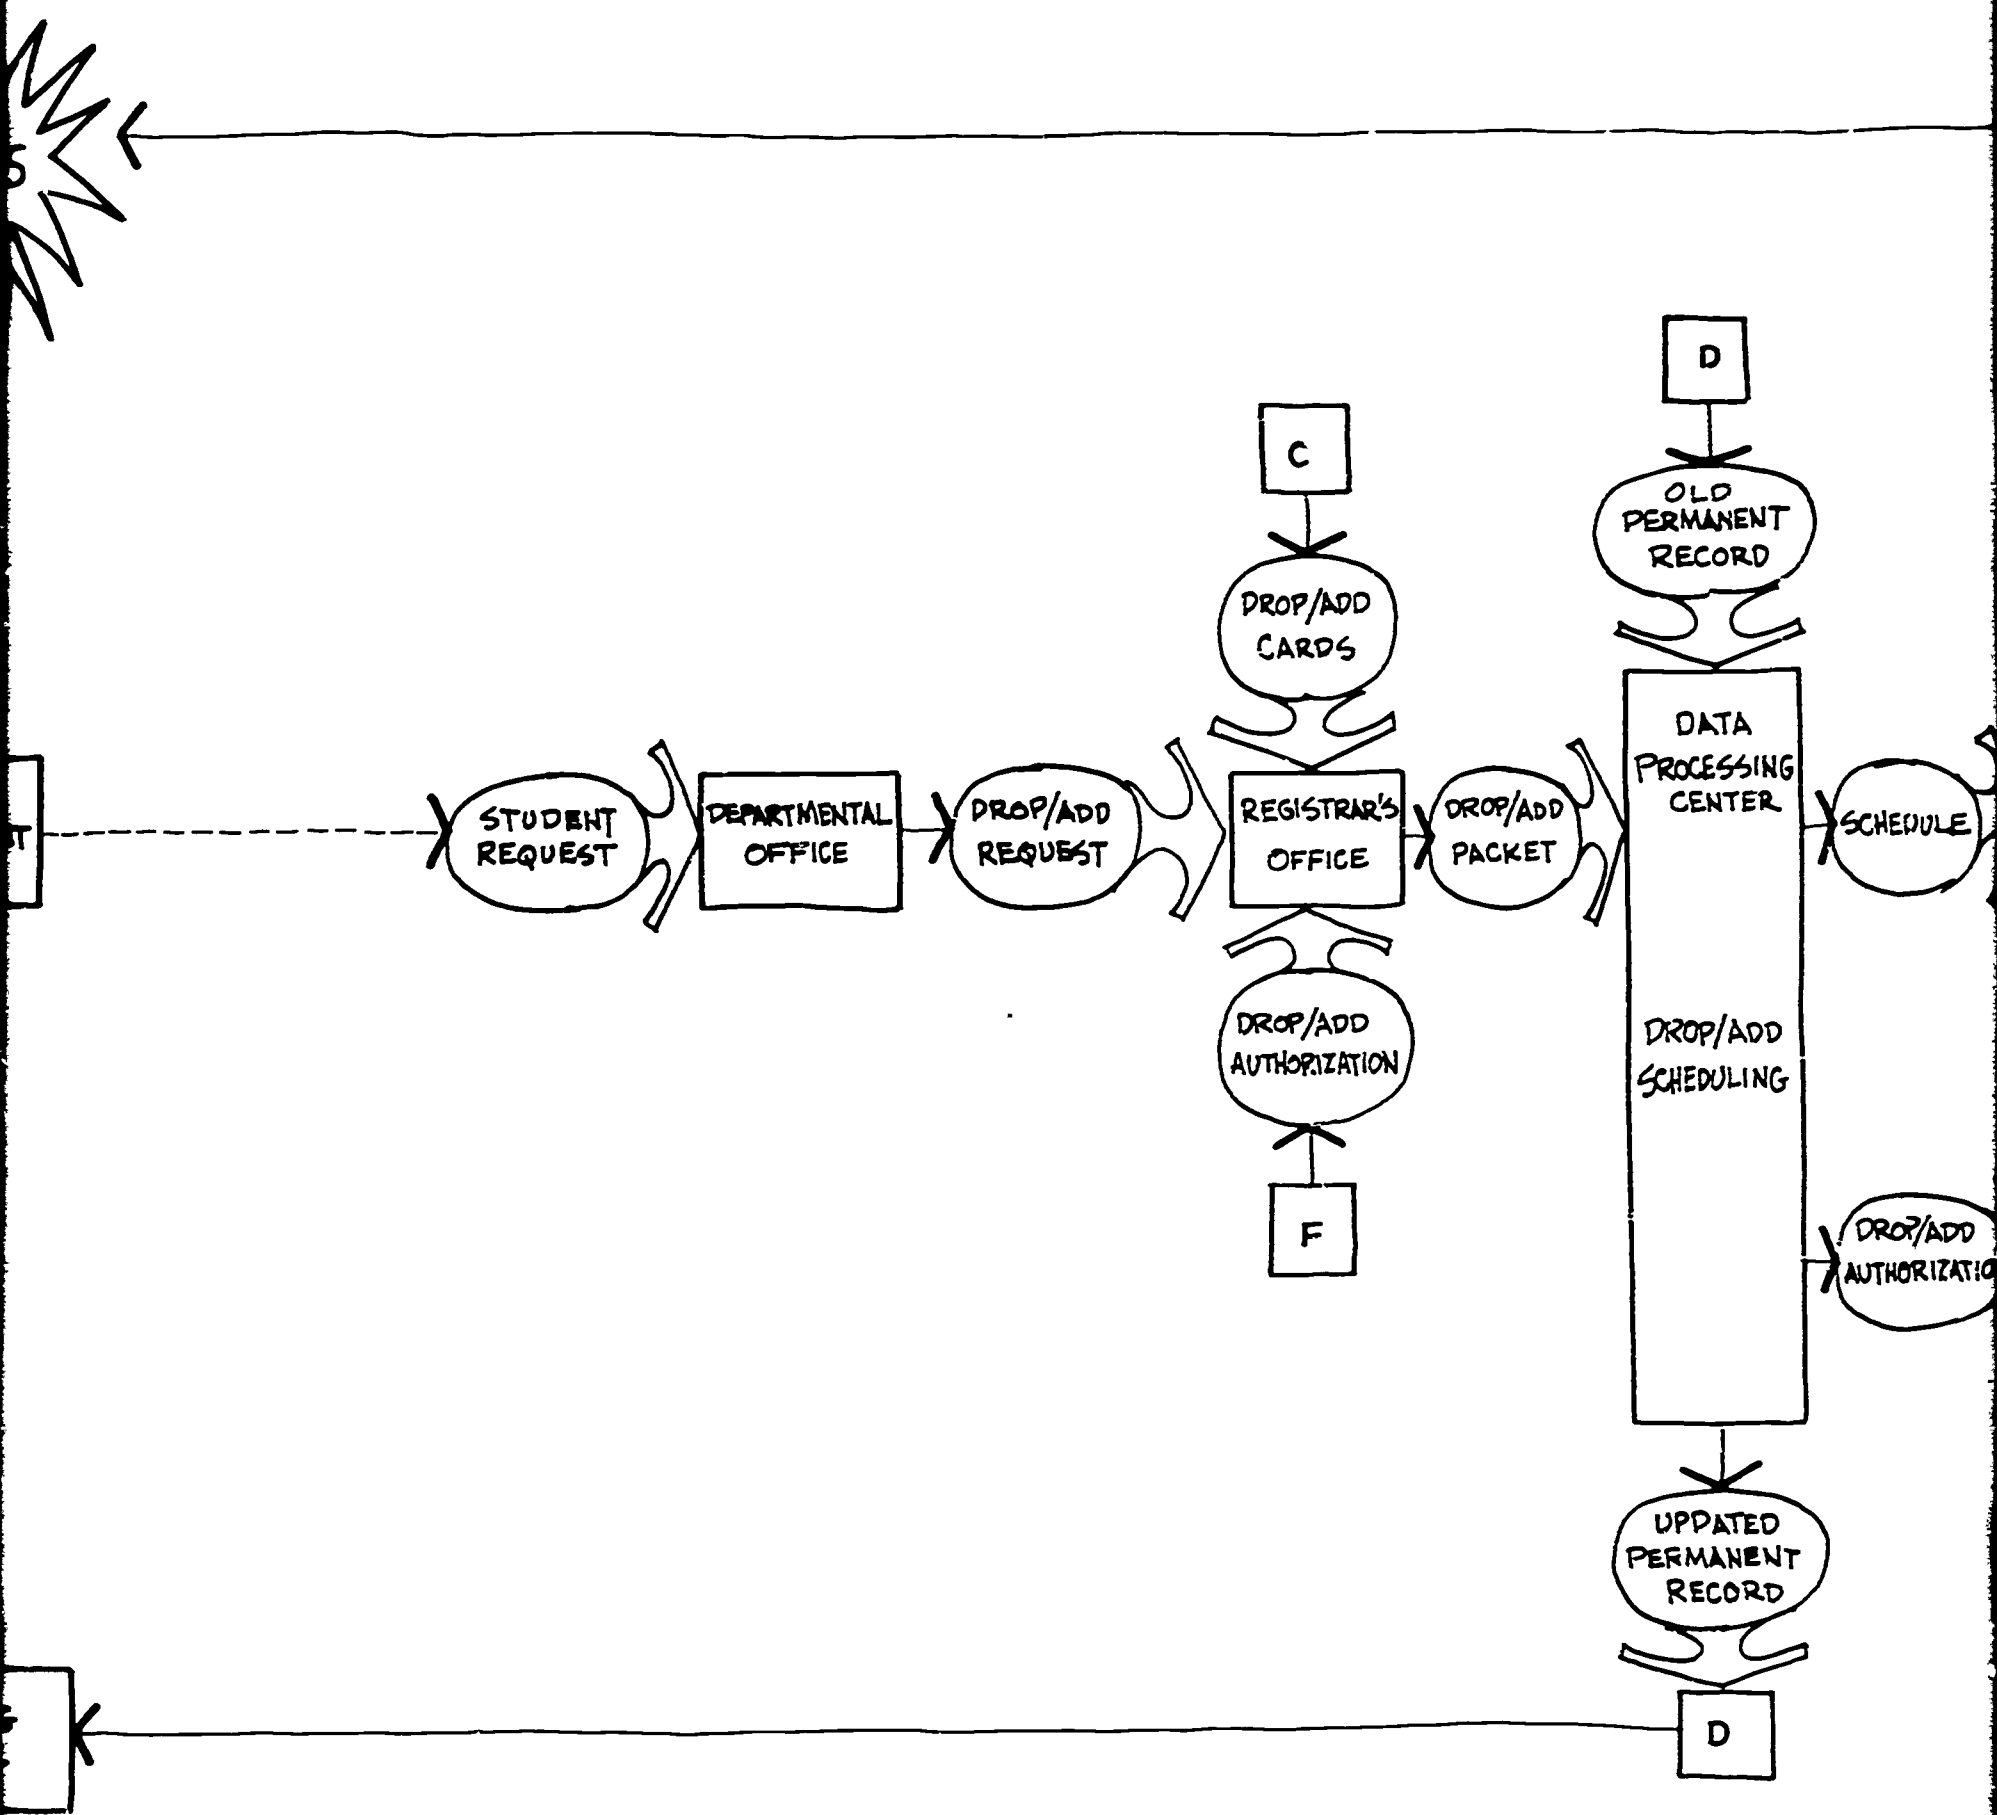 S
D
C
OLD
PERMANENT
RECORD
DROP/ADD
CARDS
DATA
PROCESSING
CENTER
T
STUDENT
REQUEST
DEPARTMENTAL
OFFICE
DROP/ADD
REQUEST
REGISTRAR'S
OFFICE
DROP/ADD
PACKET
SCHEDULE
DROP/ADD
AUTHORIZATION
DROP/ADD
SCHEDULING
F
DROP/ADD
AUTHORIZATIO
UPDATED
PERMANENT
RECORD
D